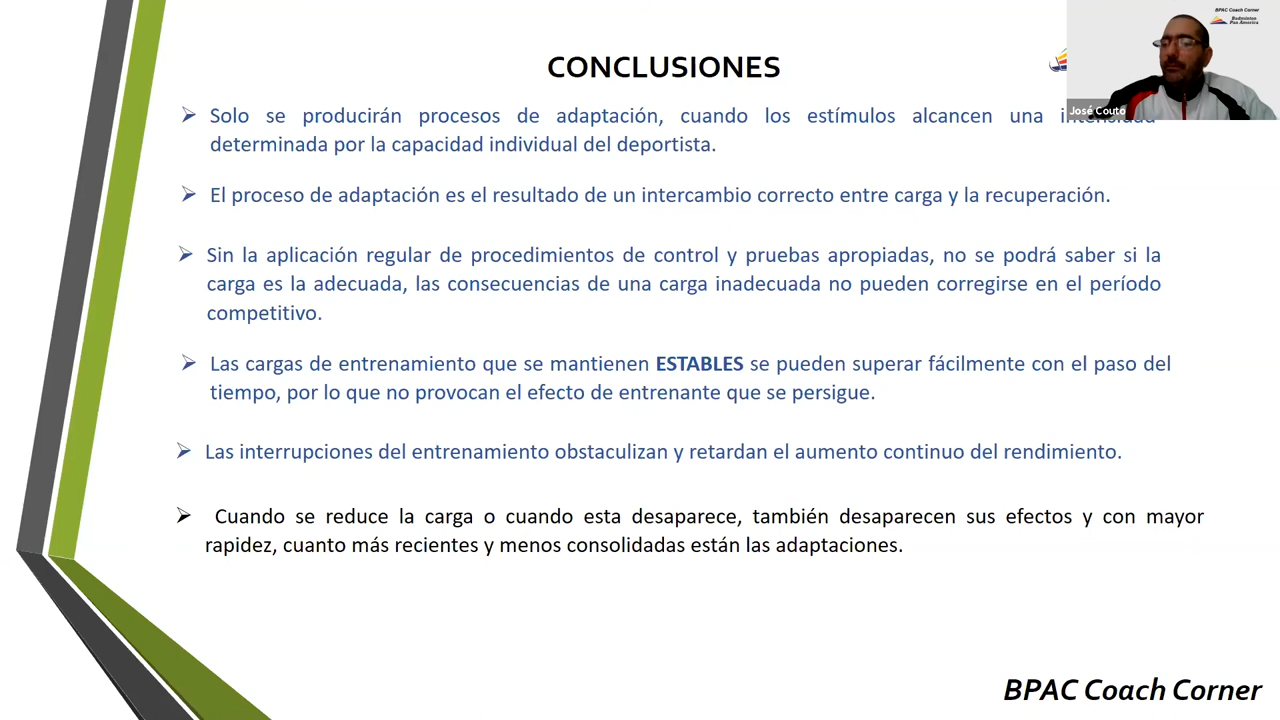 BPAC Coach Corner
Badminton
Pan America
CONCLUSIONES
José Couto
Solo se producirán procesos de adaptación, cuando los estímulos alcancen una intensidad
determinada por la capacidad individual del deportista.
El proceso de adaptación es el resultado de un intercambio correcto entre carga y la recuperación.
Sin la aplicación regular de procedimientos de control y pruebas apropiadas, no se podrá saber si la
carga es la adecuada, las consecuencias de una carga inadecuada no pueden corregirse en el período
competitivo.
Las cargas de entrenamiento que se mantienen ESTABLES se pueden superar fácilmente con el paso del
tiempo, por lo que no provocan el efecto de entrenante que se persigue.
Las interrupciones del entrenamiento obstaculizan y retardan el aumento continuo del rendimiento.
Cuando se reduce la carga o cuando esta desaparece, también desaparecen sus efectos y con mayor
rapidez, cuanto más recientes y menos consolidadas están las adaptaciones.
BPAC Coach Corner